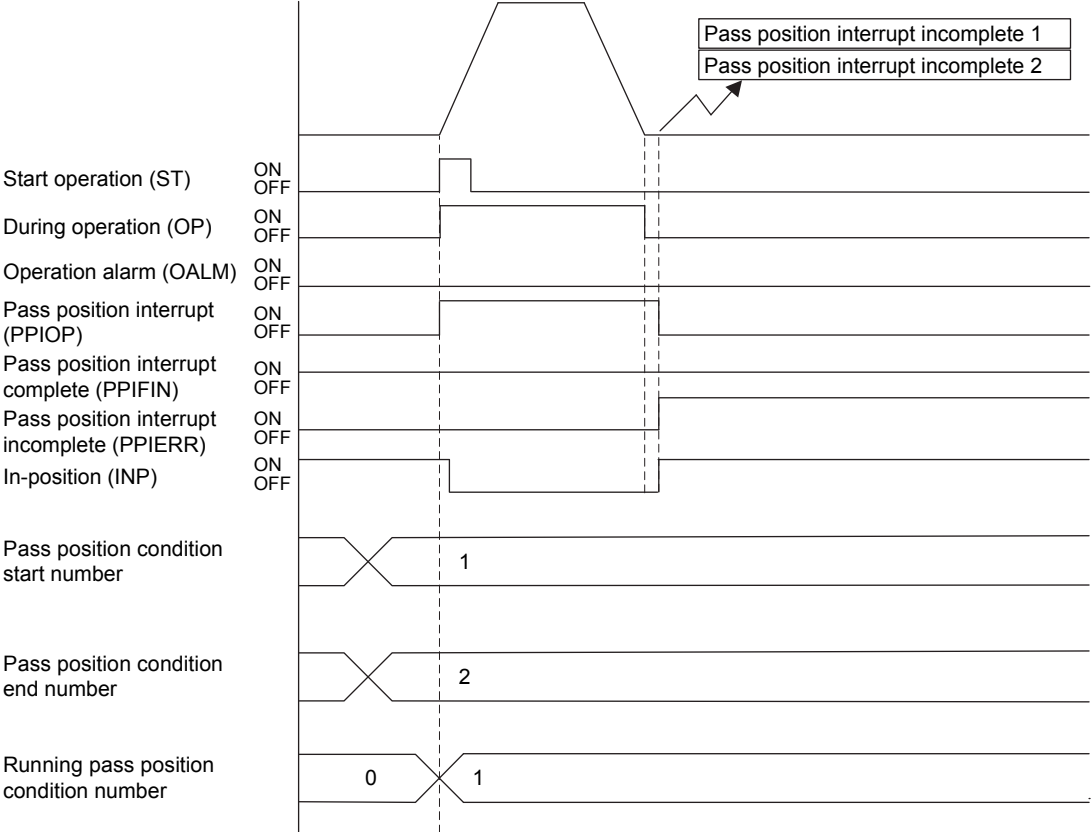 Pass position interrupt incomplete 1
Pass position interrupt incomplete 2
Start operation (ST)
ON
OFF
During operation (OP)
ON
OFF
Operation alarm (OALM)
ON
OFF
Pass position interrupt
(PPIOP)
ON
OFF
Pass position interrupt
complete (PPIFIN)
ON
OFF
Pass position interrupt
incomplete (PPIERR)
ON
OFF
In-position (INP)
ON
OFF
Pass position condition
start number
1
Pass position condition
end number
2
Running pass position
condition number
0
1